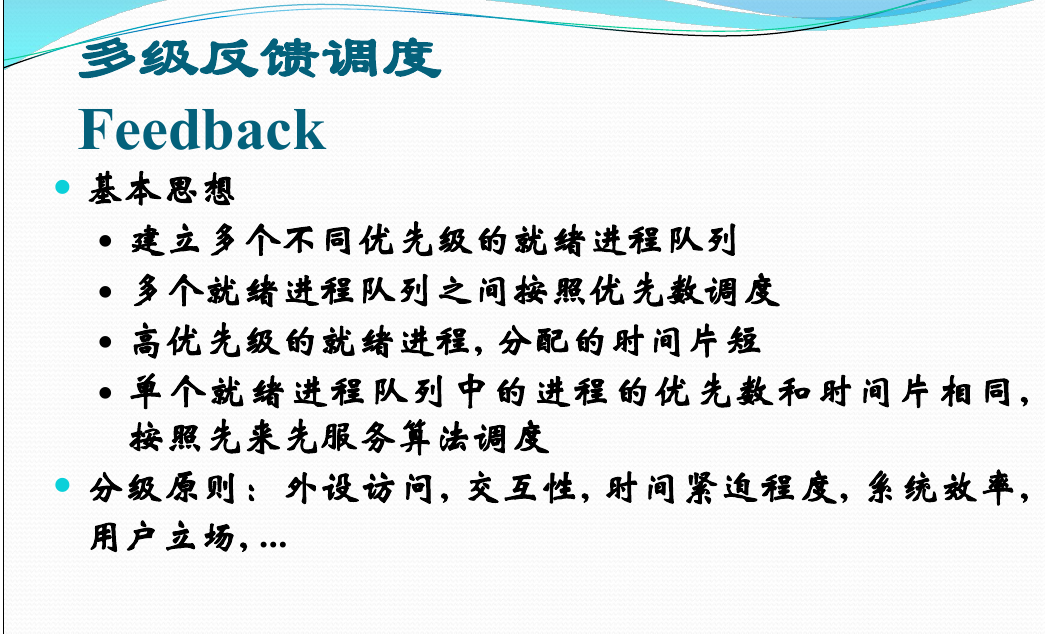 多级反馈调度
Feedback
基本思想
建立多个不同优先级的就绪进程队列
多个就绪进程队列之间按照优先数调度
高优先级的就绪进程, 分配的时间片短
单个就绪进程队列中的进程的优先数和时间片相同,
按照先来先服务算法调度
分级原则：外设访问, 交互性, 时间紧迫程度, 系统效率,
用户立场, ...